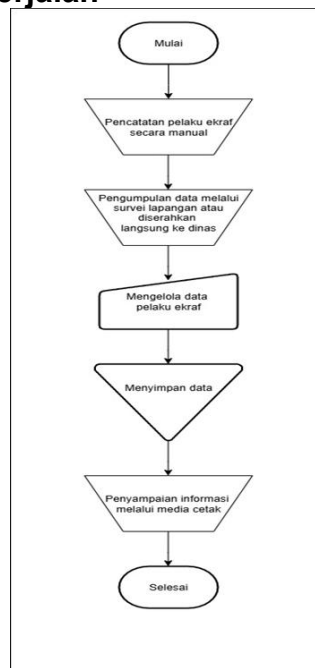 Mulai
Pencatatan pelaku ekraf
secara manual
Pengumpulan data melalui
survei lapangan atau
diserahkan
langsung ke dinas
Mengelola data
pelaku ekraf
Menyimpan data
Penyampaian informasi
melalui media cetak
Selesai